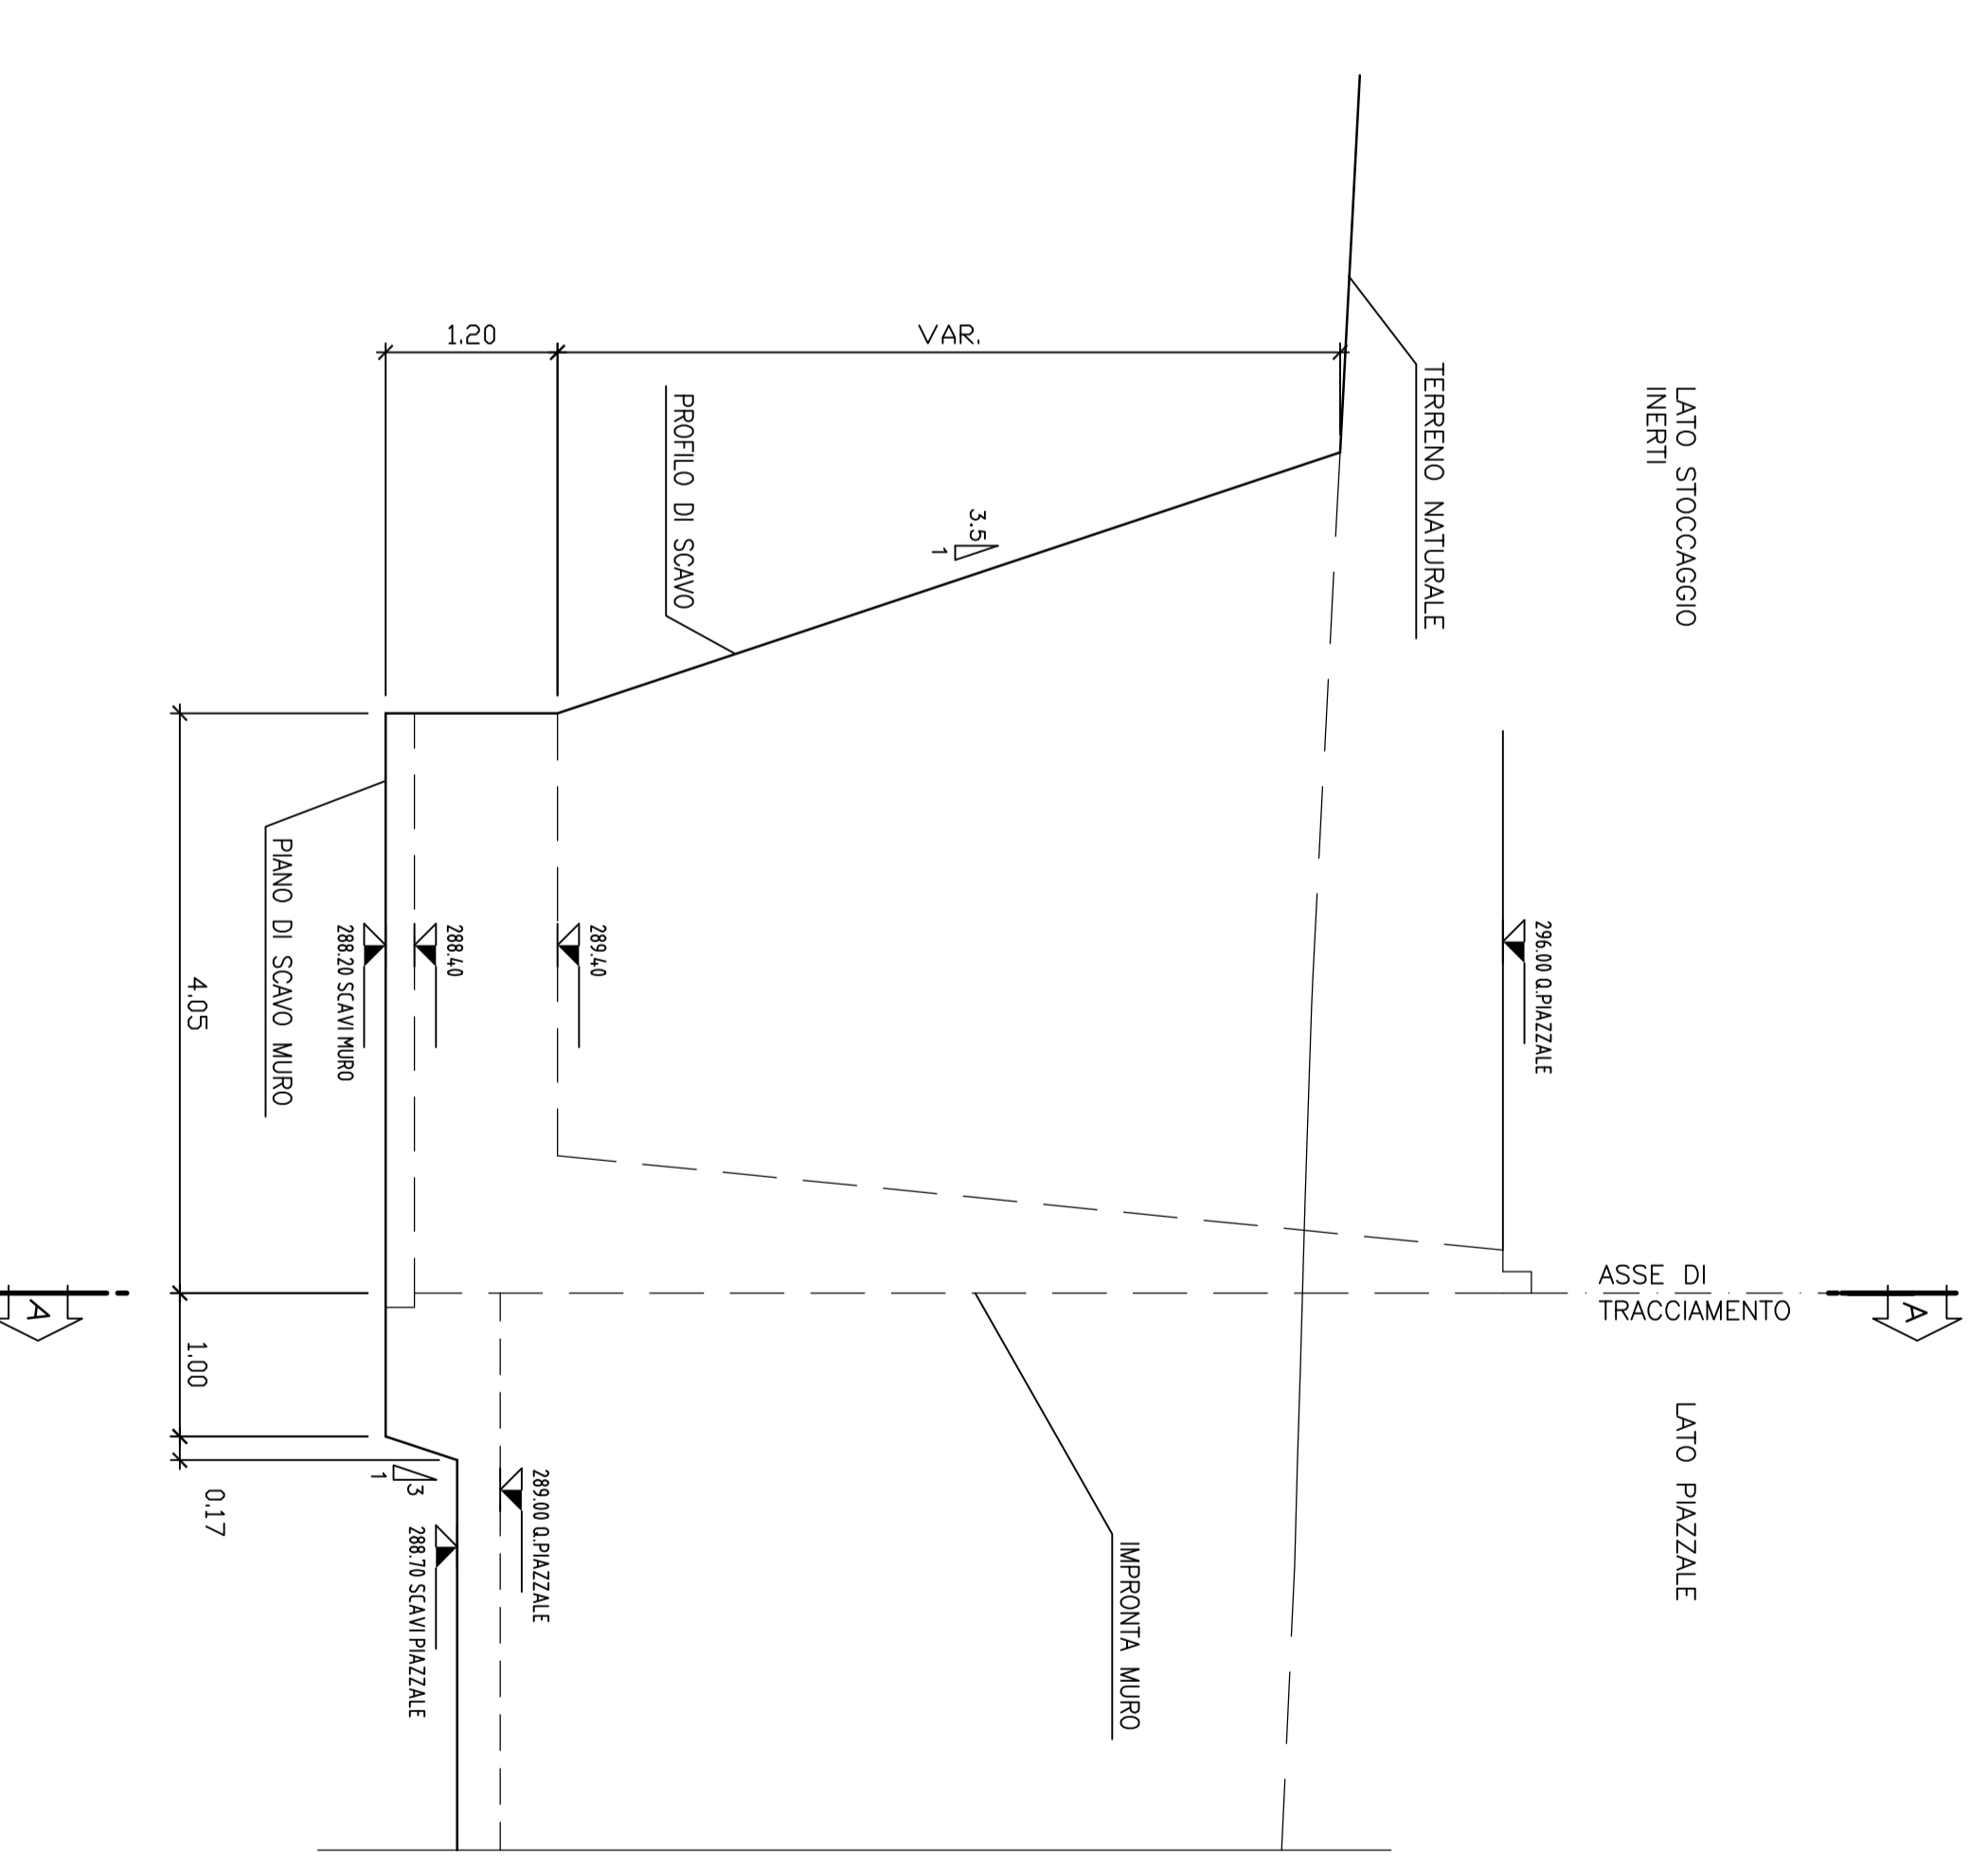 LATO STOCCAGGIO
INERTI
TERRENO NATURALE
VAR.
1.20
PROFILO DI SCAVO
3.5
1
296.00 Q.PIAZZALE
289.40
288.40
288.20 SCAVI MURO
PIANO DI SCAVO MURO
4.05
ASSE DI
TRACCIAMENTO
A
A
1.00
0.17
1
3
LATO PIAZZALE
289.00 Q.PIAZZALE
288.70 SCAVI PIAZZALE
IMPRONTA MURO